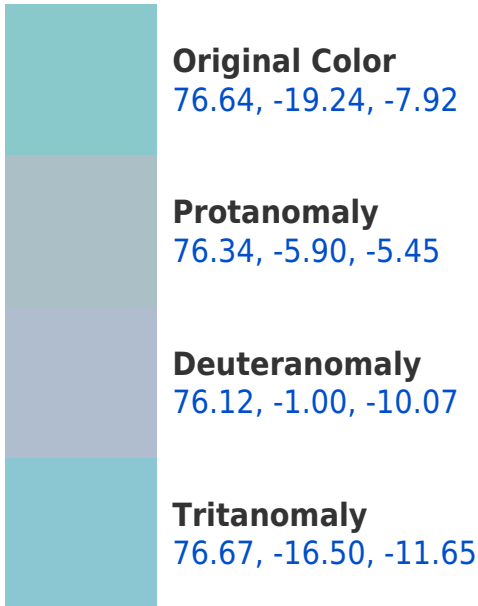 Original Color
76.64, -19.24, -7.92
Protanomaly
76.34, -5.90, -5.45
Deuteranomaly
76.12, -1.00, -10.07
Tritanomaly
76.67, -16.50, -11.65